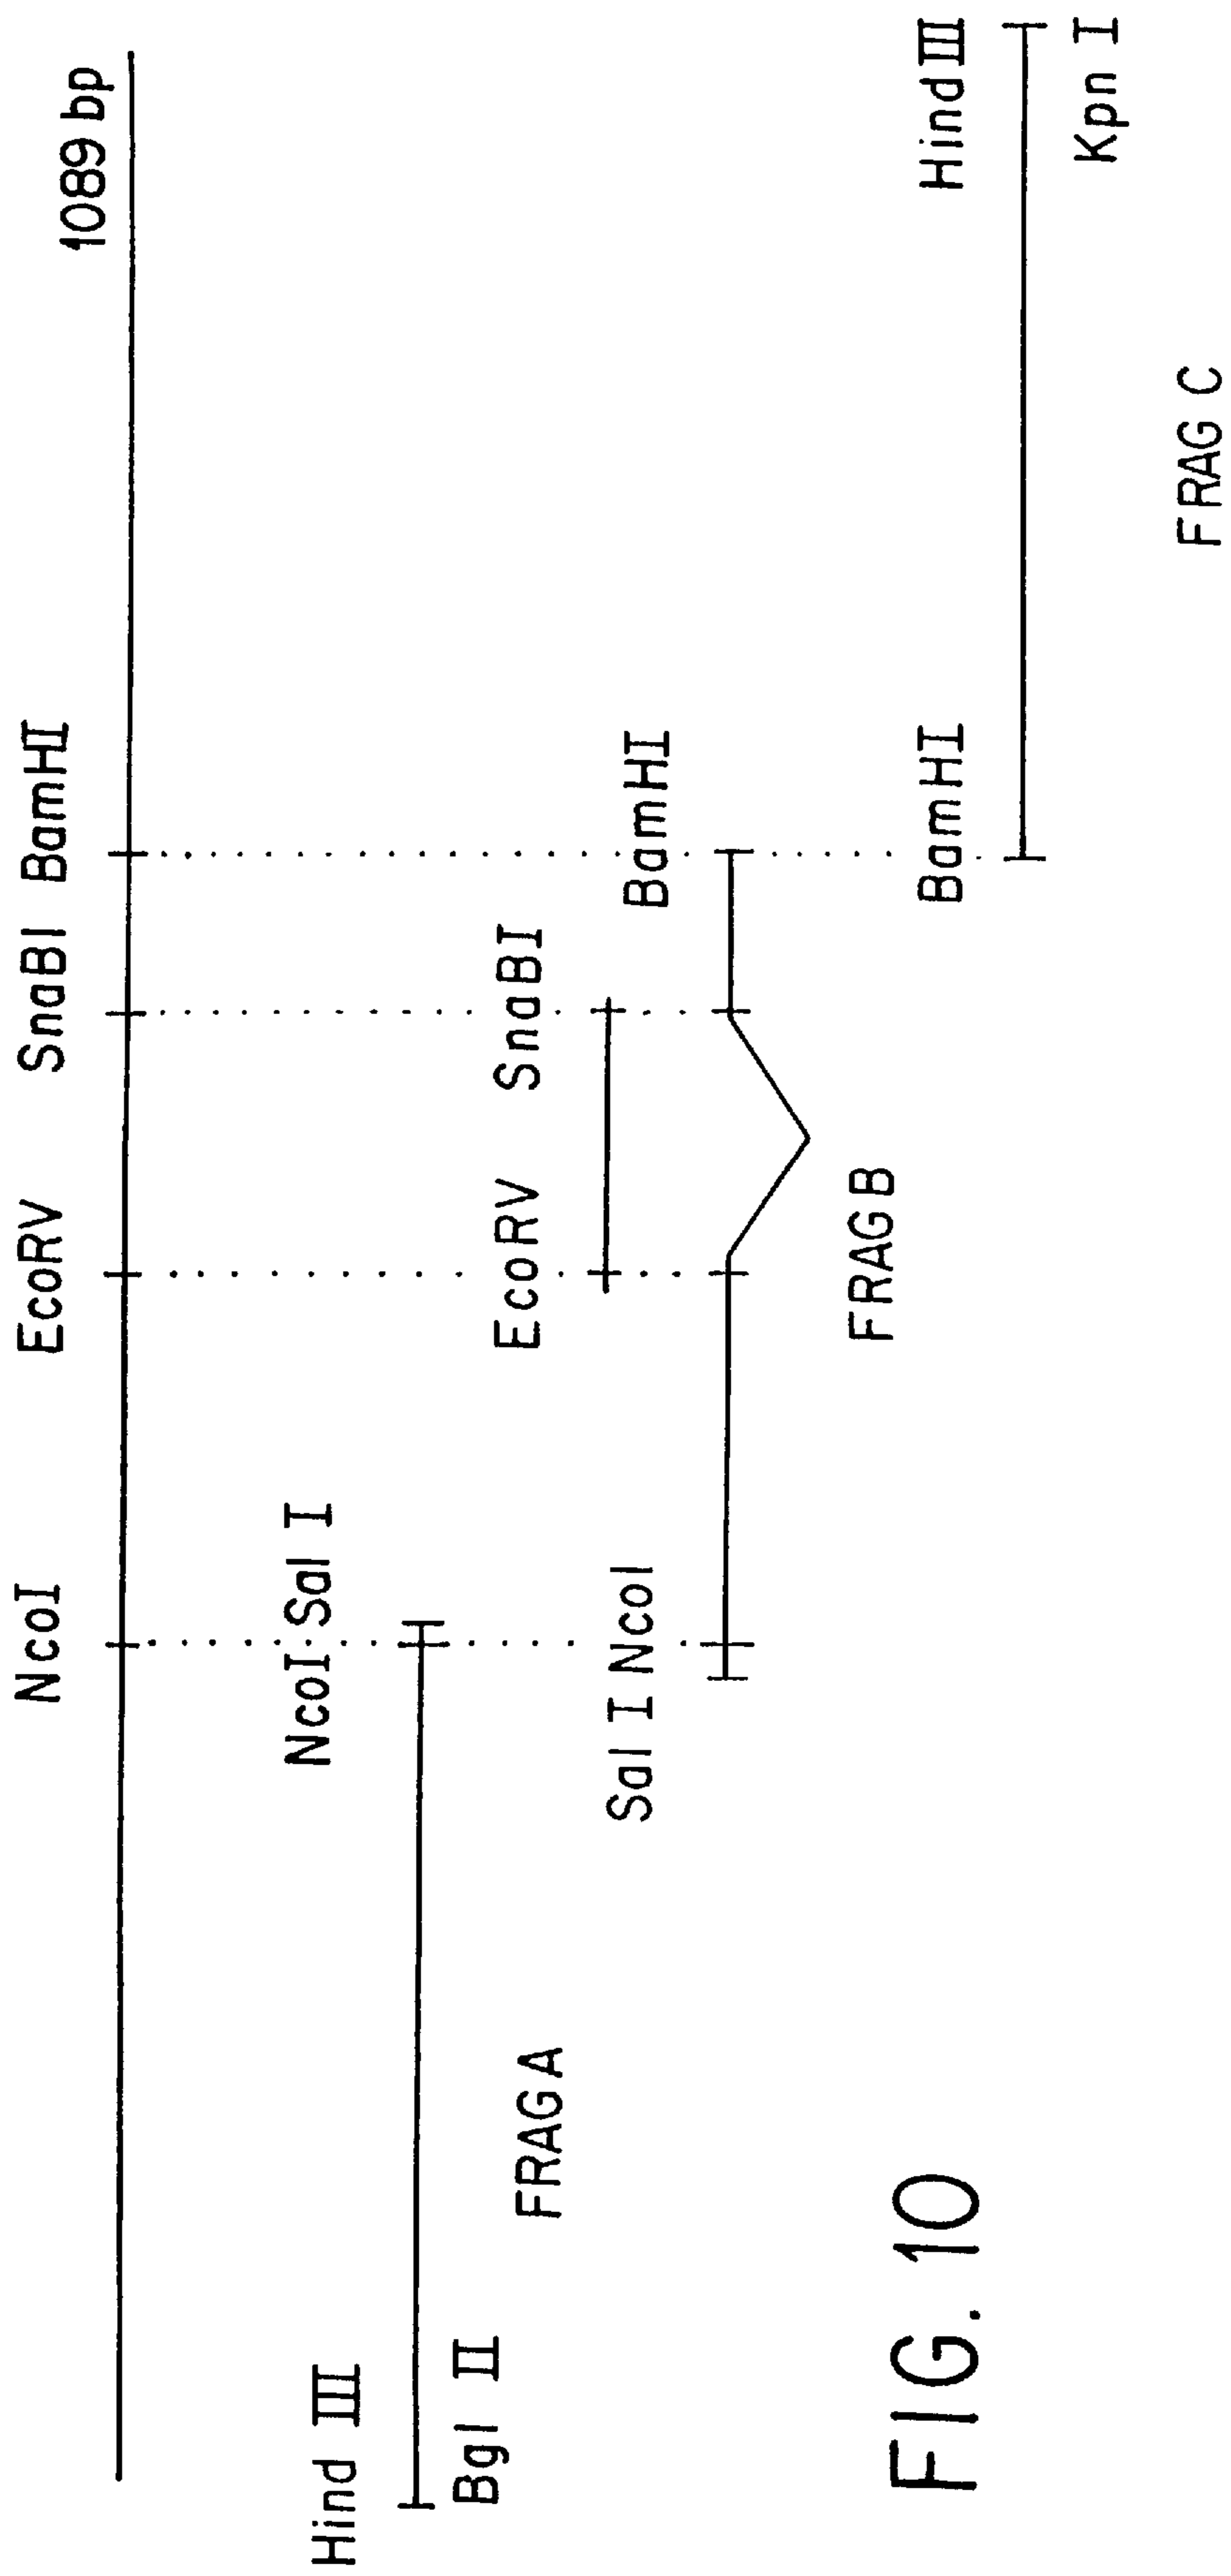 1089 bp
NcoI EcoRV SnaBI BamHI
NcoI Sal I
Hind III
Bgl II
FRAG A
EcoRV SnaBI
Sal I NcoI BamHI
FRAG B
BamHI Hind III
Kpn I
FRAG C
FIG. 10